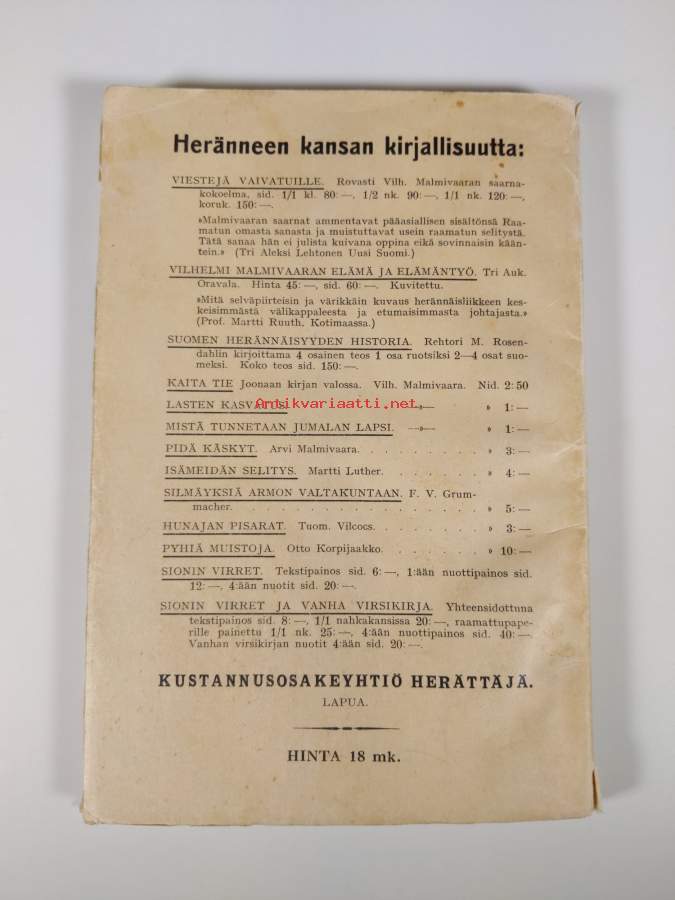 Heränneen kansan kirjallisuutta:
VIESTEJÄ VAIVATUILLE. Rovasti Vilh. Malmivaaran saarna-
kokoelma, sid. 1/1 kl. 80: —, 1/2 nk. 90: —, 1/1 nk. 120: —,
koruk. 150: —.
»Malmivaaran saarnat ammentavat pääasiallisen sisältönsä Raa-
matun omasta sanasta ja muistuttavat usein raamatun selitystä.
Tätä sanaa hän ei julista kuivana oppina eikä sovinnaisin kään-
tein.» (Tri Aleksi Lehtonen Uusi Suomi.)
VILHELMI MALMIVAARAN ELÄMÄ JA ELÄMÄNTYÖ. Tri Auk.
Oravala. Hinta 45: —, sid. 60: —. Kuvitettu.
»Mitä selväpiirteisin ja värikkäin kuvaus herännäisliikkeen kes-
keisimmästä välikappaleesta ja etumaisimmasta johtajasta.»
(Prof. Martti Ruuth, Kotimaassa.)
SUOMEN HERÄNNÄISYYDEN HISTORIA. Rehtori M. Rosen-
dahlin kirjoittama 4 osainen teos 1 osa ruotsiksi 2—4 osat suo-
meksi. Koko teos sid. 150: —.
KAITA TIE Joonaan kirjan valossa. Vilh. Malmivaara. Nid. 2: 50
LASTEN KASVATUS —»— » 1: —
Antikvariaatti.net
MISTÄ TUNNETAAN JUMALAN LAPSI. —»— » 1: —
PIDÄ KÄSKYT. Arvi Malmivaara. . . . . . . . . » 3: —
ISÄMEIDÄN SELITYS. Martti Luther. . . . . . . . » 4: —
SILMÄYKSIÄ ARMON VALTAKUNTAAN. F. V. Grum-
macher. . . . . . . . . . . . . . . . . » 5: —
HUNAJAN PISARAT. Tuom. Vilcocs. . . . . . . . . » 3: —
PYHIÄ MUISTOJA. Otto Korpijaakko. . . . . . . . » 10: —
SIONIN VIRRET. Tekstipainos sid. 6: —, 1:ään nuottipainos sid.
12: —, 4:ään nuotit sid. 20: —.
SIONIN VIRRET JA VANHA VIRSIKIRJA. Yhteensidottuna
tekstipainos sid. 8: —, 1/1 nahkakansissa 20: —, raamattupape-
rille painettu 1/1 nk. 25: —, 4:ään nuottipainos sid. 40: —.
Vanhan virsikirjan nuotit 4:ään sid. 20: —.
KUSTANNUSOSAKEYHTIÖ HERÄTTÄJÄ.
LAPUA.
HINTA 18 mk.